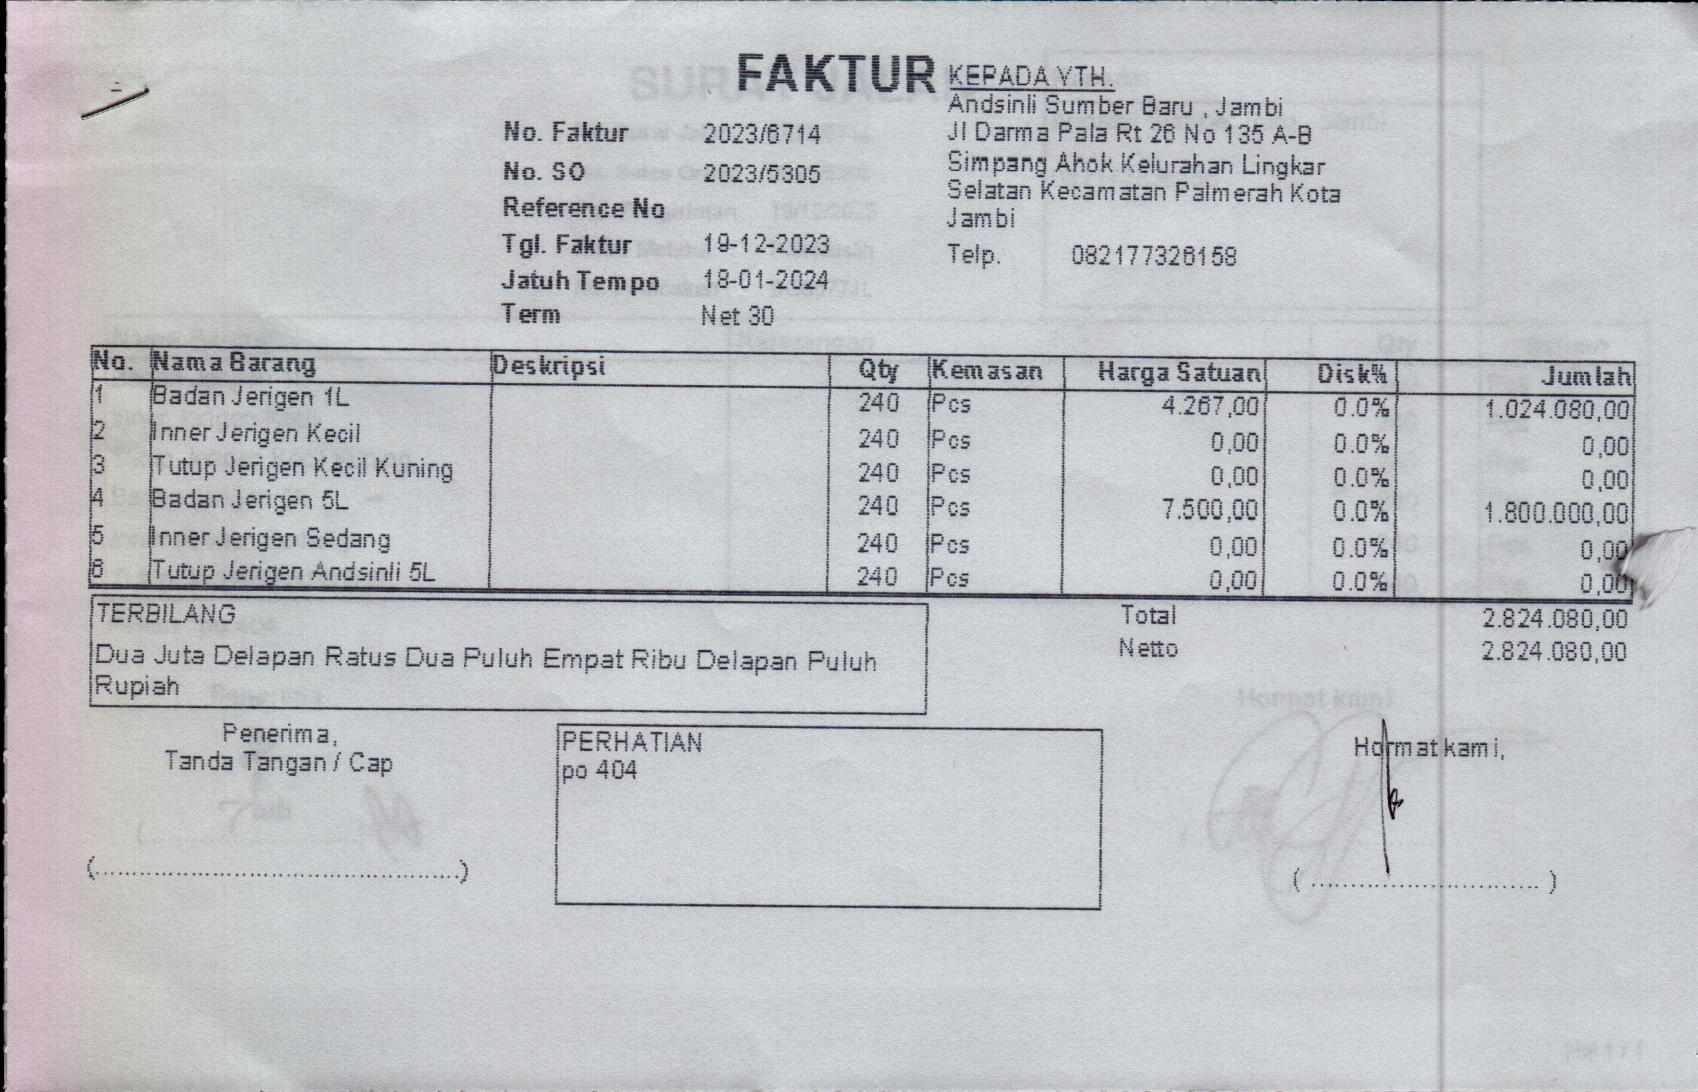 FAKTUR
No. Faktur 2023/6714
No. SO 2023/5305
Reference No
Tgl. Faktur 19-12-2023
Jatuh Tempo 18-01-2024
Term Net 30
KEPADA YTH.
Andsinli Sumber Baru , Jambi
Jl Darma Pala Rt 26 No 135 A-B
Simpang Ahok Kelurahan Lingkar
Selatan Kecamatan Palmerah Kota
Jambi
Telp. 082177326158
No. Nama Barang Deskripsi Qty Kemasan Harga Satuan Disk% Jumlah
1 Badan Jerigen 1L 240 Pcs 4.267,00 0.0% 1.024.080,00
2 Inner Jerigen Kecil 240 Pcs 0,00 0.0% 0,00
3 Tutup Jerigen Kecil Kuning 240 Pcs 0,00 0.0% 0,00
4 Badan Jerigen 5L 240 Pcs 7.500,00 0.0% 1.800.000,00
5 Inner Jerigen Sedang 240 Pcs 0,00 0.0% 0,00
6 Tutup Jerigen Andsinli 5L 240 Pcs 0,00 0.0% 0,00
TERBILANG
Dua Juta Delapan Ratus Dua Puluh Empat Ribu Delapan Puluh
Rupiah
Total 2.824.080,00
Netto 2.824.080,00
Penerima,
Tanda Tangan / Cap
(..................................................)
PERHATIAN
po 404
Hormat kami,
( ............................. )